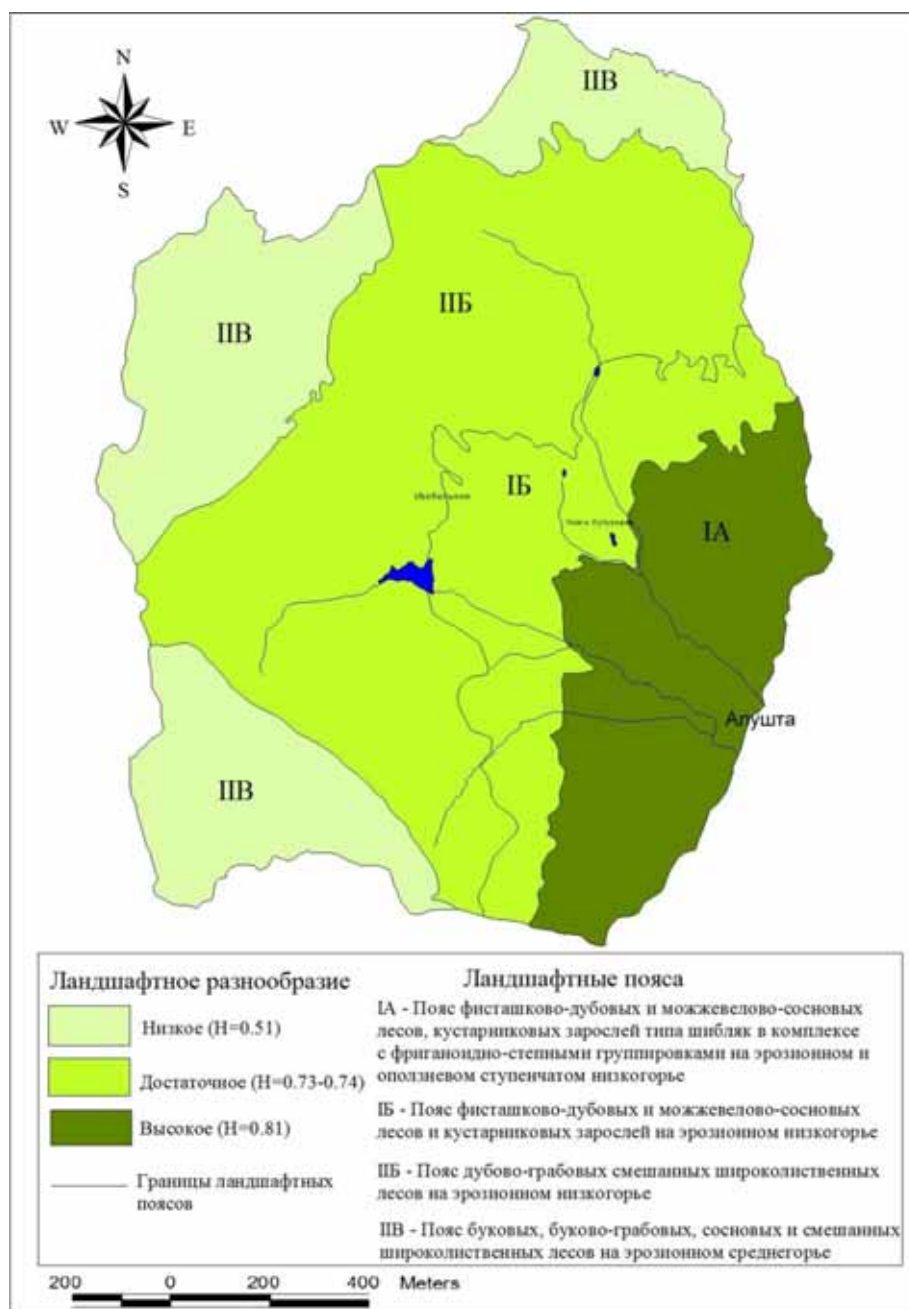 N
W E
S
IIВ
IIВ
IIБ
IБ
IА
Алушта
IIВ
Ландшафтное разнообразие
Низкое (H=0.51)
Достаточное (H=0.73-0.74)
Высокое (H=0.81)
Границы ландшафтных
поясов
Ландшафтные пояса
IА - Пояс фисташково-дубовых и можжевелово-сосновых
лесов, кустарниковых зарослей типа шибляк в комплексе
с фриганоидно-степными группировками на эрозионном и
оползневом ступенчатом низкогорье
IБ - Пояс фисташково-дубовых и можжевелово-сосновых
лесов и кустарниковых зарослей на эрозионном низкогорье
IIБ - Пояс дубово-грабовых смешанных широколиственных
лесов на эрозионном низкогорье
IIВ - Пояс буковых, буково-грабовых, сосновых и смешанных
широколиственных лесов на эрозионном среднегорье
200 0 200 400 Meters